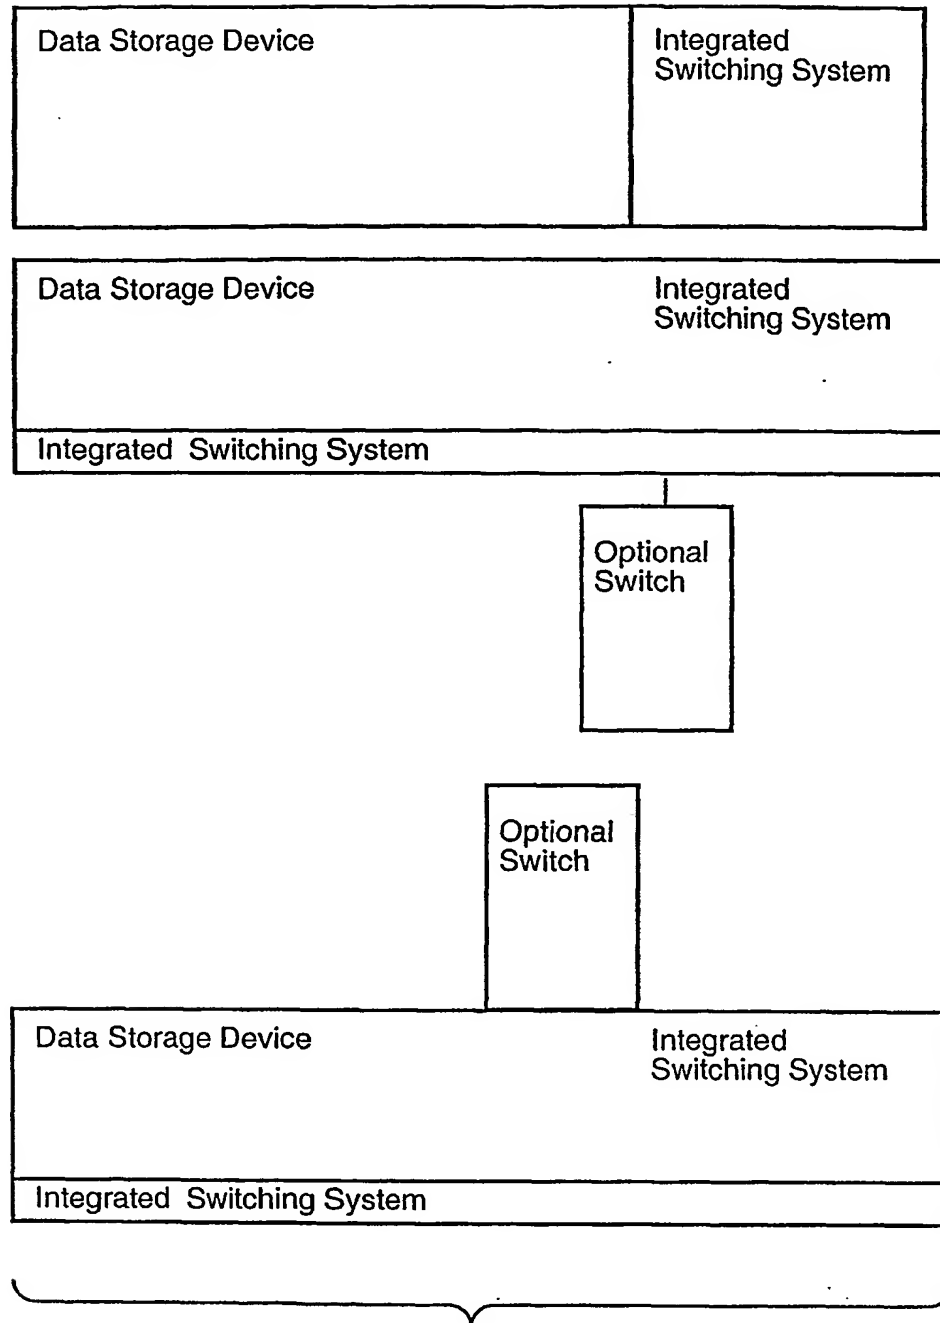 Data Storage Device
Integrated
Switching System
Data Storage Device
Integrated
Switching System
Integrated Switching System
Optional
Switch
Optional
Switch
Data Storage Device
Integrated
Switching System
Integrated Switching System